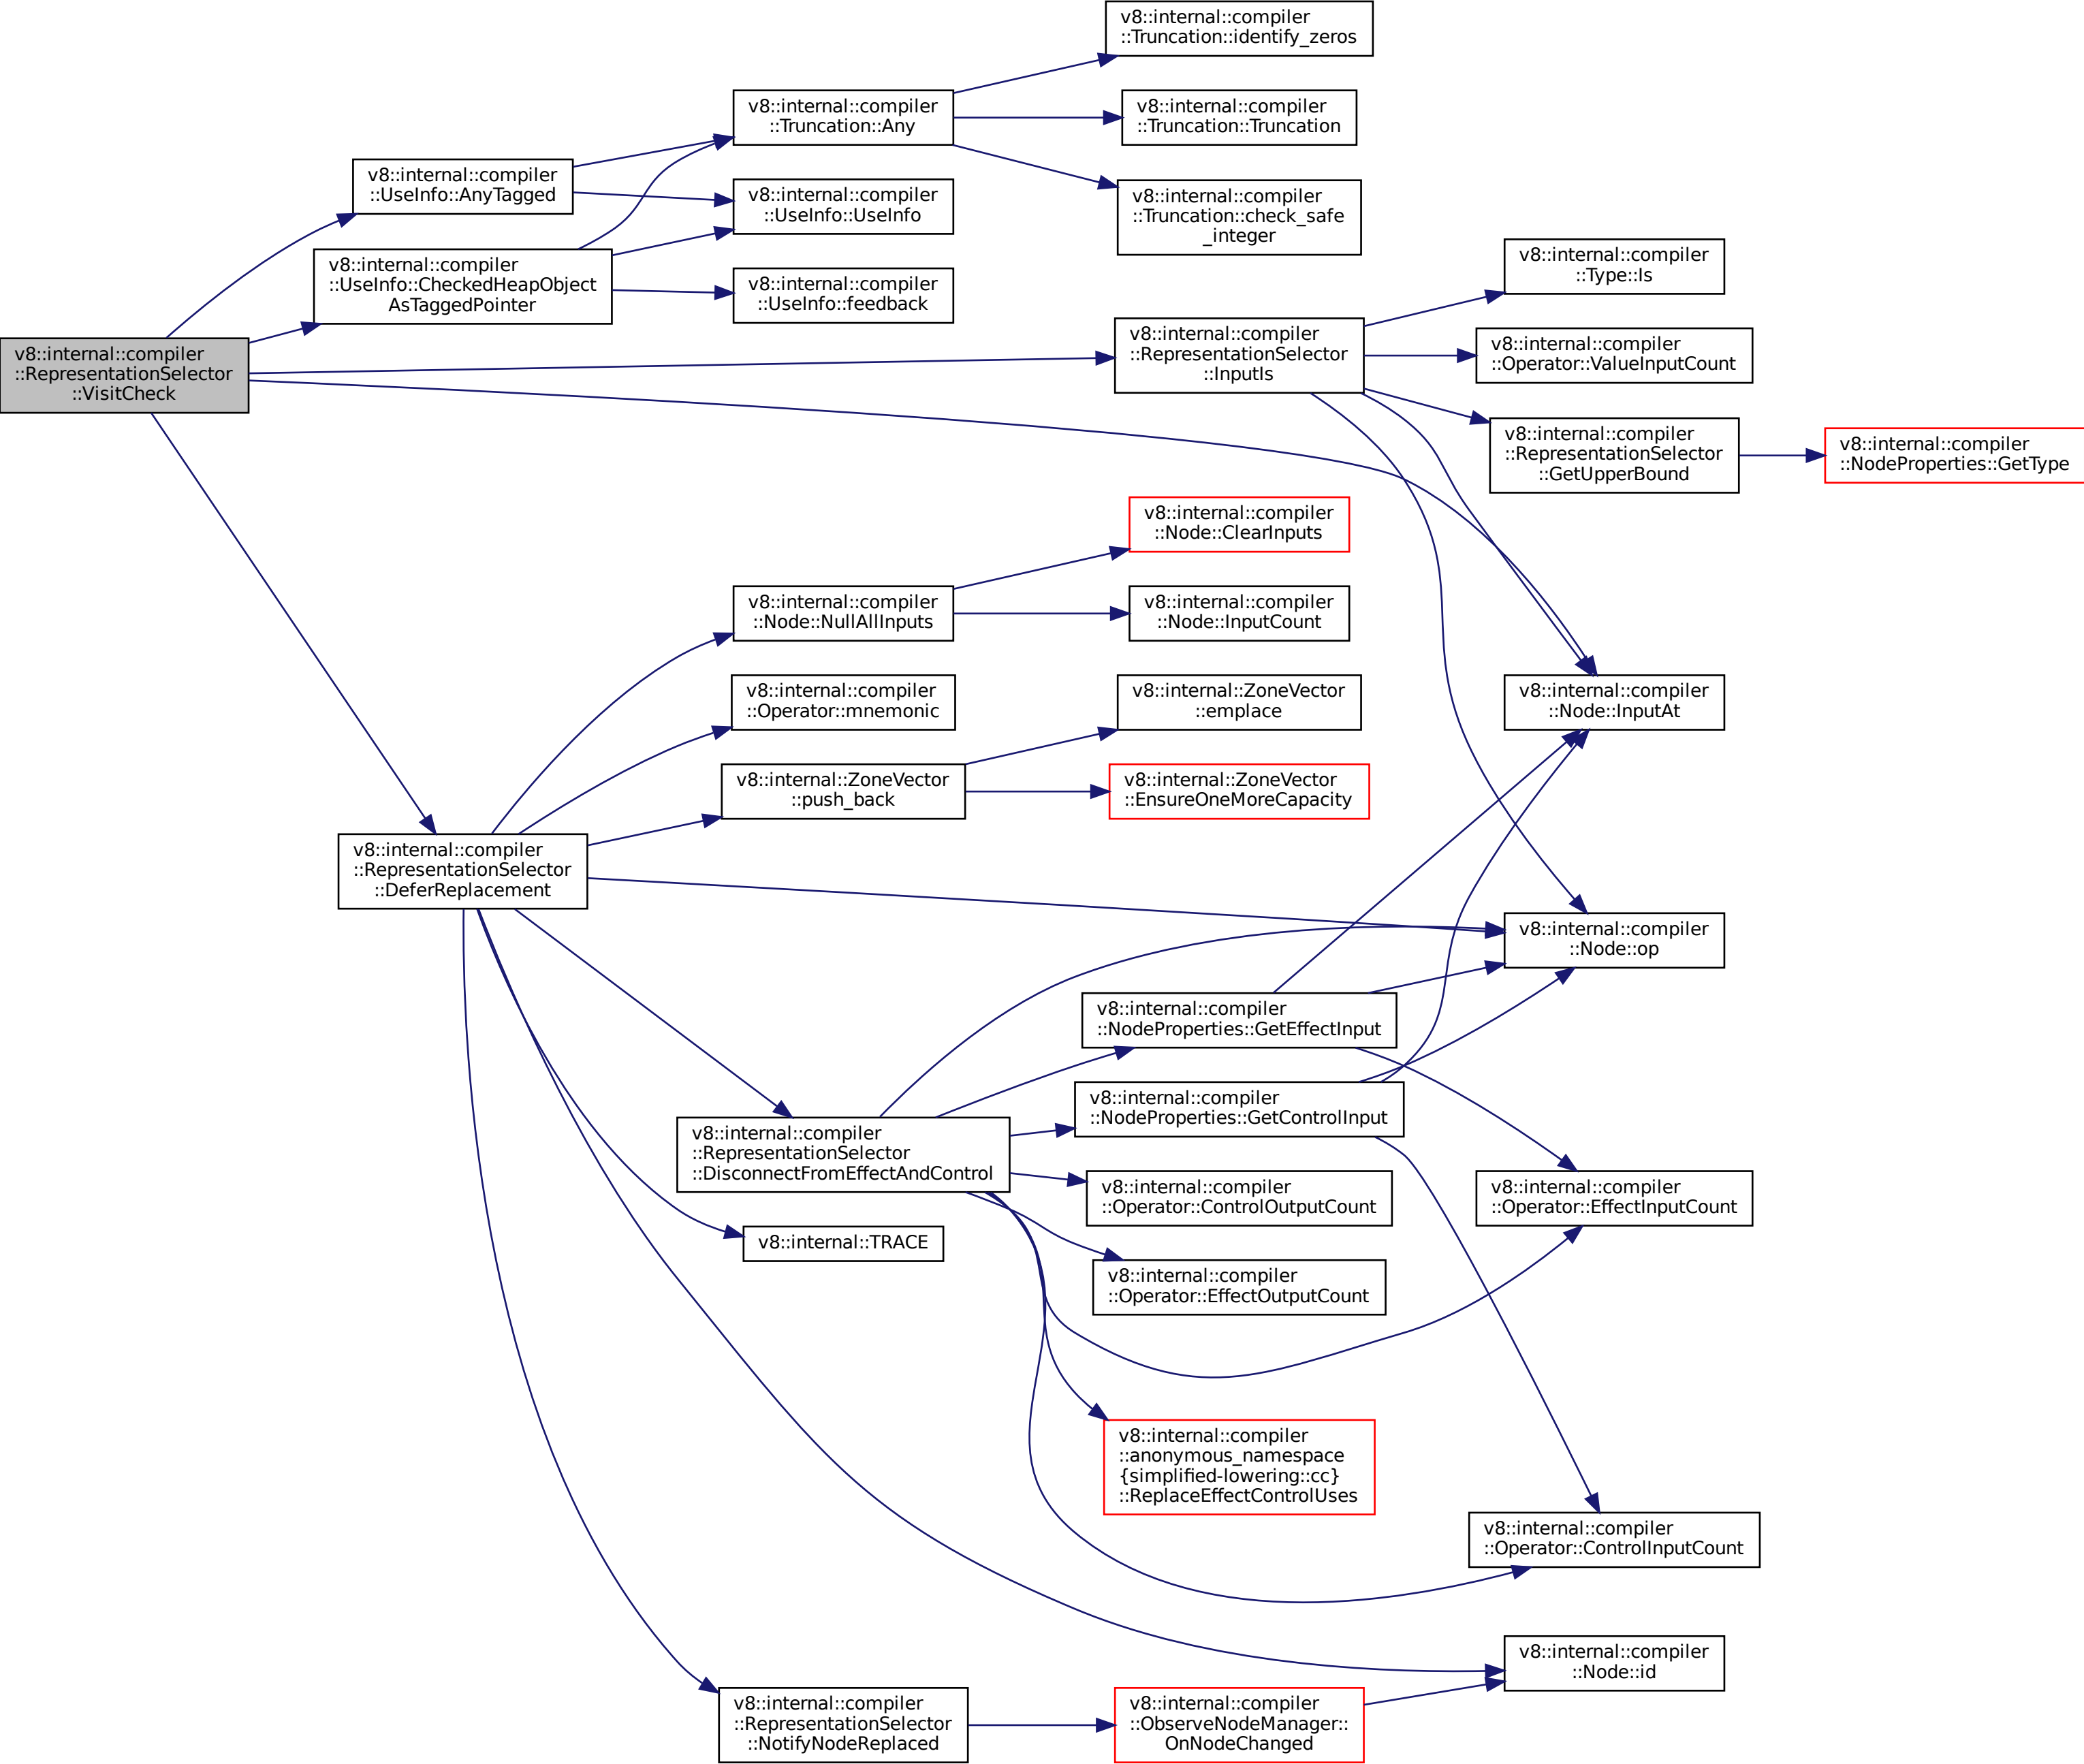 v8::internal::compiler
::Truncation::identify_zeros
v8::internal::compiler
::Truncation::Any
v8::internal::compiler
::Truncation::Truncation
v8::internal::compiler
::UseInfo::AnyTagged
v8::internal::compiler
::UseInfo::UseInfo
v8::internal::compiler
::Truncation::check_safe
_integer
v8::internal::compiler
::UseInfo::CheckedHeapObject
AsTaggedPointer
v8::internal::compiler
::UseInfo::feedback
v8::internal::compiler
::Type::Is
v8::internal::compiler
::RepresentationSelector
::VisitCheck
v8::internal::compiler
::RepresentationSelector
::InputIs
v8::internal::compiler
::Operator::ValueInputCount
v8::internal::compiler
::RepresentationSelector
::GetUpperBound
v8::internal::compiler
::NodeProperties::GetType
v8::internal::compiler
::Node::ClearInputs
v8::internal::compiler
::Node::NullAllInputs
v8::internal::compiler
::Node::InputCount
v8::internal::compiler
::Operator::mnemonic
v8::internal::ZoneVector
::emplace
v8::internal::compiler
::Node::InputAt
v8::internal::ZoneVector
::push_back
v8::internal::ZoneVector
::EnsureOneMoreCapacity
v8::internal::compiler
::RepresentationSelector
::DeferReplacement
v8::internal::compiler
::Node::op
v8::internal::compiler
::NodeProperties::GetEffectInput
v8::internal::compiler
::NodeProperties::GetControlInput
v8::internal::compiler
::RepresentationSelector
::DisconnectFromEffectAndControl
v8::internal::compiler
::Operator::ControlOutputCount
v8::internal::compiler
::Operator::EffectInputCount
v8::internal::TRACE
v8::internal::compiler
::Operator::EffectOutputCount
v8::internal::compiler
::anonymous_namespace
{simplified-lowering::cc}
::ReplaceEffectControlUses
v8::internal::compiler
::Operator::ControlInputCount
v8::internal::compiler
::Node::id
v8::internal::compiler
::RepresentationSelector
::NotifyNodeReplaced
v8::internal::compiler
::ObserveNodeManager::
OnNodeChanged